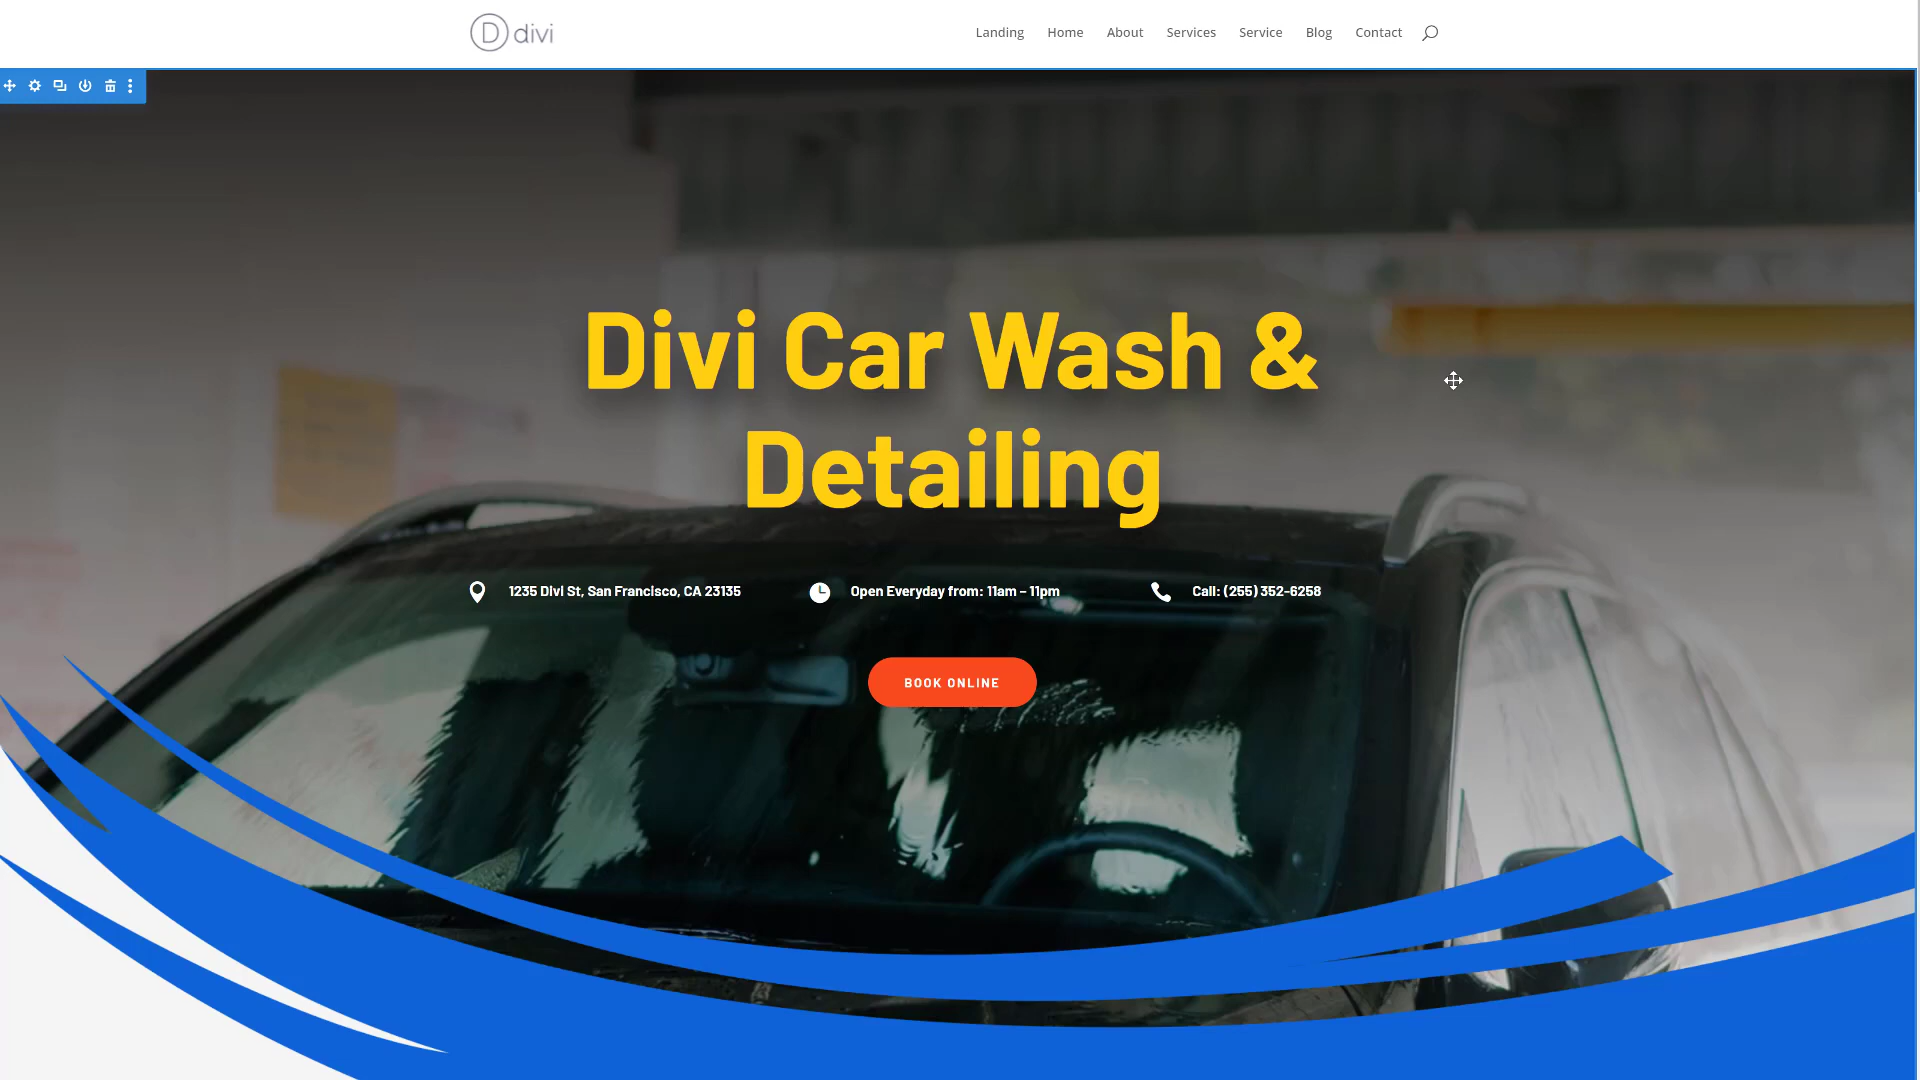 divi
Landing Home About Services Service Blog Contact
Divi Car Wash &
Detailing
1235 Divi St, San Francisco, CA 23135
Open Everyday from: 11am – 11pm
Call: (255) 352-6258
BOOK ONLINE